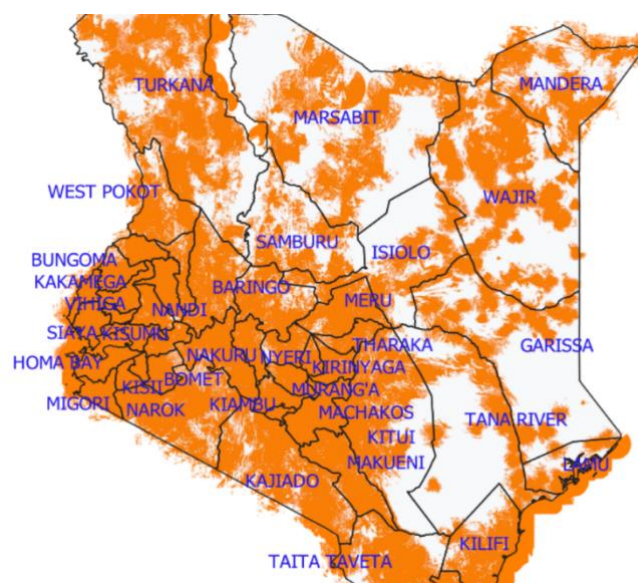 TURKANA
MANDERA
MARSABIT
WEST POKOT
WAJIR
SAMBURU
ISIOLO
BUNGOMA
KAKAMEGA
BARINGO
VIHIGA
NANDI
MERU
SIAYA
KISUMU
THARAKA
GARISSA
HOMA BAY
NAKURU
NYERI
KIRINYAGA
BOMET
KISII
MURANG'A
MIGORI
NAROK
KIAMBU
MACHAKOS
TANA RIVER
KITUI
MAKUENI
LAMU
KAJIADO
KILIFI
TAITA TAVETA